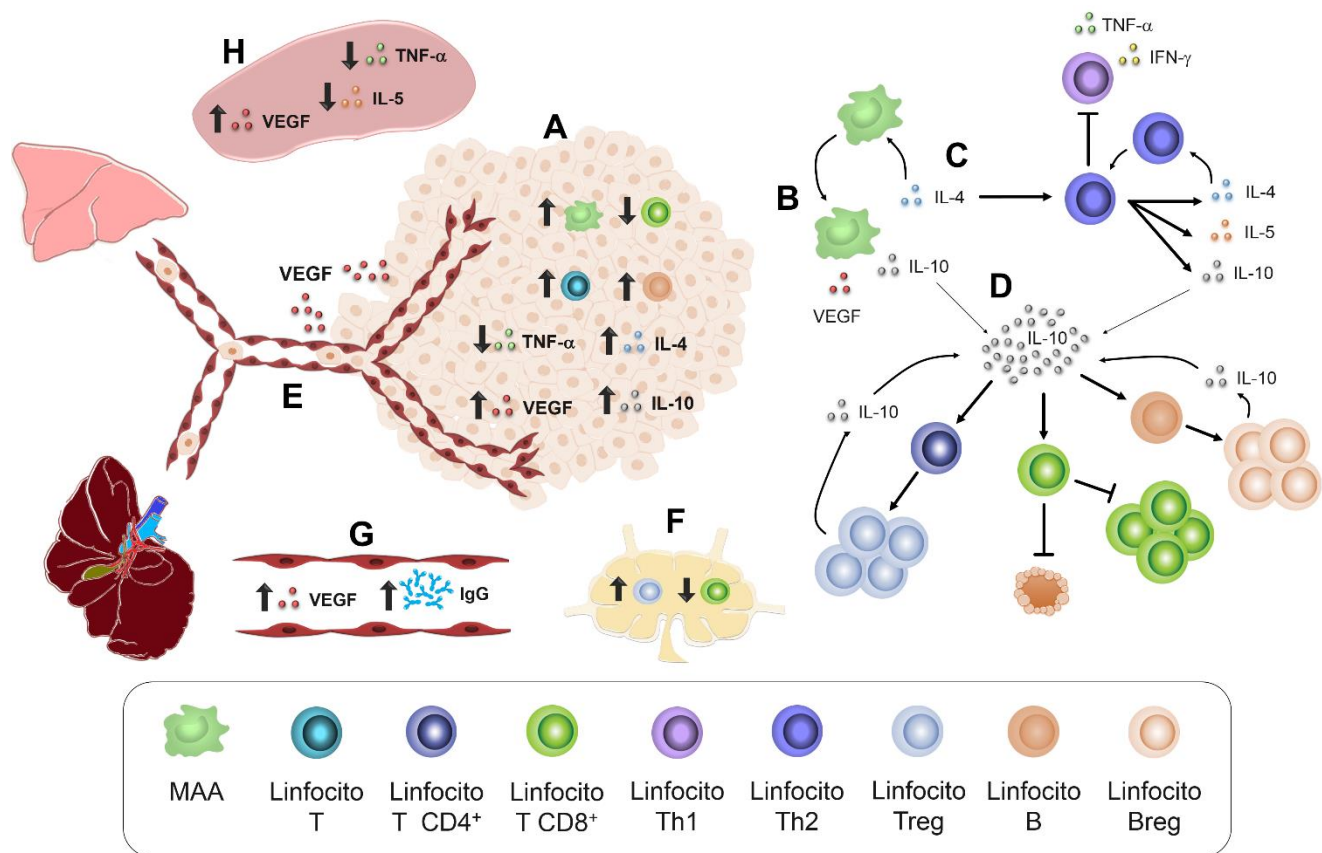 H
TNF-α
IL-5
VEGF
A
VEGF
TNF-α
IL-4
VEGF
IL-10
E
TNF-α
IFN-γ
B
C
IL-4
IL-4
IL-5
IL-10
IL-10
VEGF
D
IL-10
IL-10
IL-10
G
VEGF
IgG
F
MAA
Linfocito
T
Linfocito
T CD4⁺
Linfocito
T CD8⁺
Linfocito
Th1
Linfocito
Th2
Linfocito
Treg
Linfocito
B
Linfocito
Breg